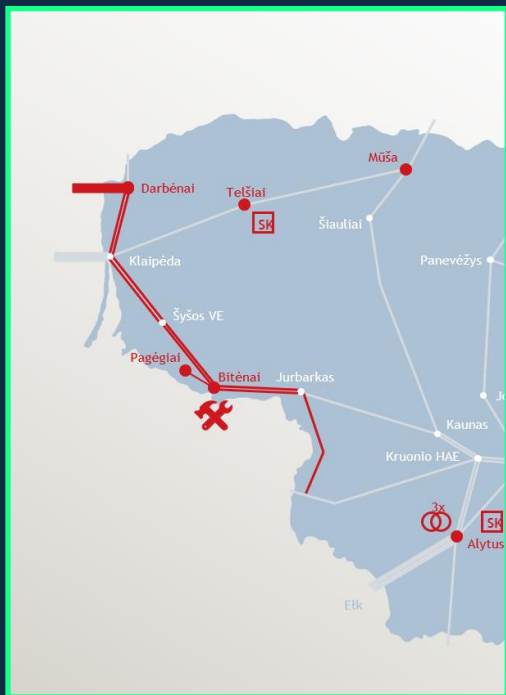 Mūša
Darbėnai
Telšiai
SK
Šiauliai
Klaipėda
Panevėžys
Šyšos VE
Pagėgiai
Bitėnai
Jurbarkas
Kaunas
Kruonio HAE
3x
SK
Alytus
Ełk